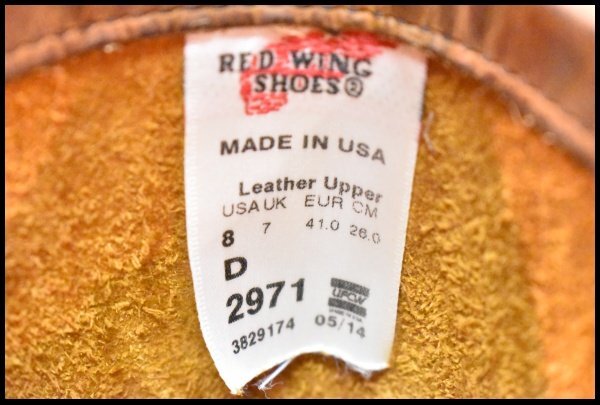 RED WING
SHOES
MADE IN USA
Leather Upper
USA UK EUR CM
8 7 41.0 26.0
D
2971 UFCW
3829174 05/14